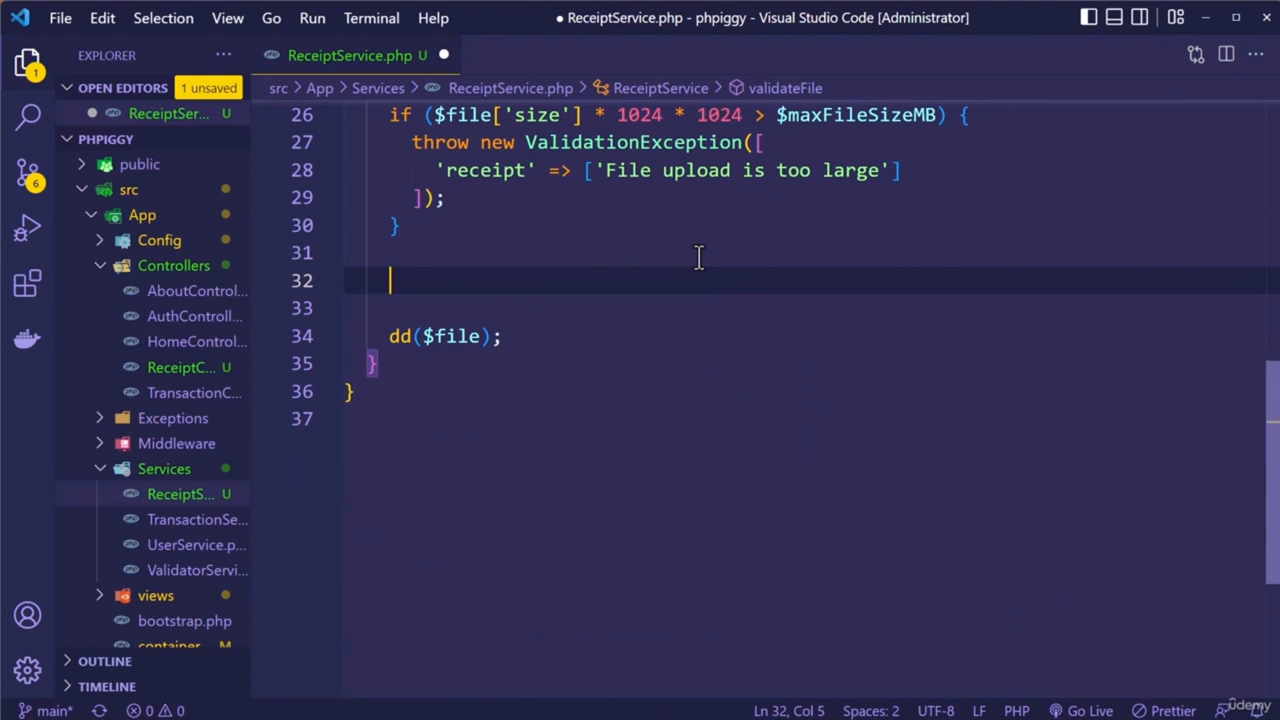 File Edit Selection View Go Run Terminal Help
● ReceiptService.php - phpiggy - Visual Studio Code [Administrator]
EXPLORER
ReceiptService.php U
OPEN EDITORS 1 unsaved
ReceiptSer... U
PHPIGGY
public
src
App
Config
Controllers
AboutControl...
AuthControll...
HomeControl...
ReceiptC... U
TransactionC...
Exceptions
Middleware
Services
ReceiptS... U
TransactionSe...
UserService.p...
ValidatorServi...
views
bootstrap.php
container M
OUTLINE
TIMELINE
1
6
src > App > Services > ReceiptService.php > ReceiptService > validateFile
26 if ($file['size'] * 1024 * 1024 > $maxFileSizeMB) {
27 throw new ValidationException([
28 'receipt' => ['File upload is too large']
29 ]);
30 }
31
32
33
34 dd($file);
35 }
36 }
37
main* 0 0 Ln 32, Col 5 Spaces: 2 UTF-8 LF PHP Go Live Prettier
udemy